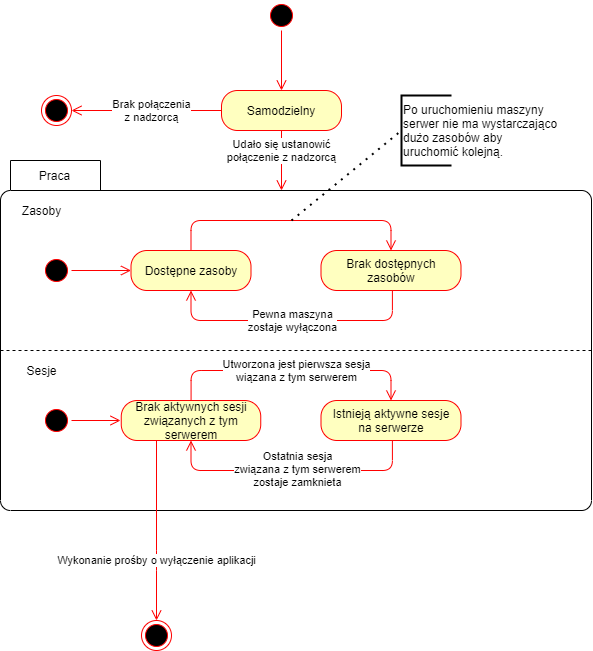 Samodzielny
Brak połączenia
z nadzorcą
Udało się ustanowić
połączenie z nadzorcą
Po uruchomieniu maszyny
serwer nie ma wystarczająco
dużo zasobów aby
uruchomić kolejną.
Praca
Zasoby
Dostępne zasoby
Brak dostępnych
zasobów
Pewna maszyna
zostaje wyłączona
Sesje
Utworzona jest pierwsza sesja
wiązana z tym serwerem
Brak aktywnych sesji
związanych z tym
serwerem
Istnieją aktywne sesje
na serwerze
Ostatnia sesja
związana z tym serwerem
zostaje zamknieta
Wykonanie prośby o wyłączenie aplikacji